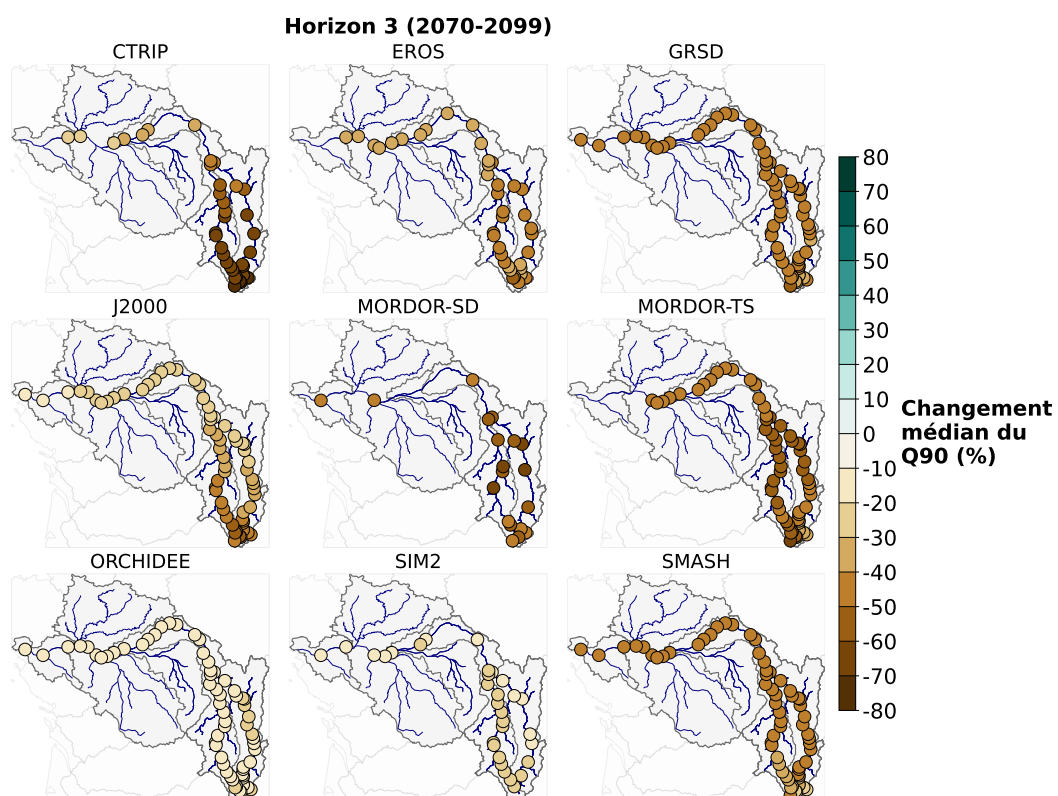 Horizon 3 (2070-2099)
CTRIP
EROS
GRSD
J2000
MORDOR-SD
MORDOR-TS
ORCHIDEE
SIM2
SMASH
80
70
60
50
40
30
20
10
0
-10
-20
-30
-40
-50
-60
-70
-80
Changement
médian du
Q90 (%)